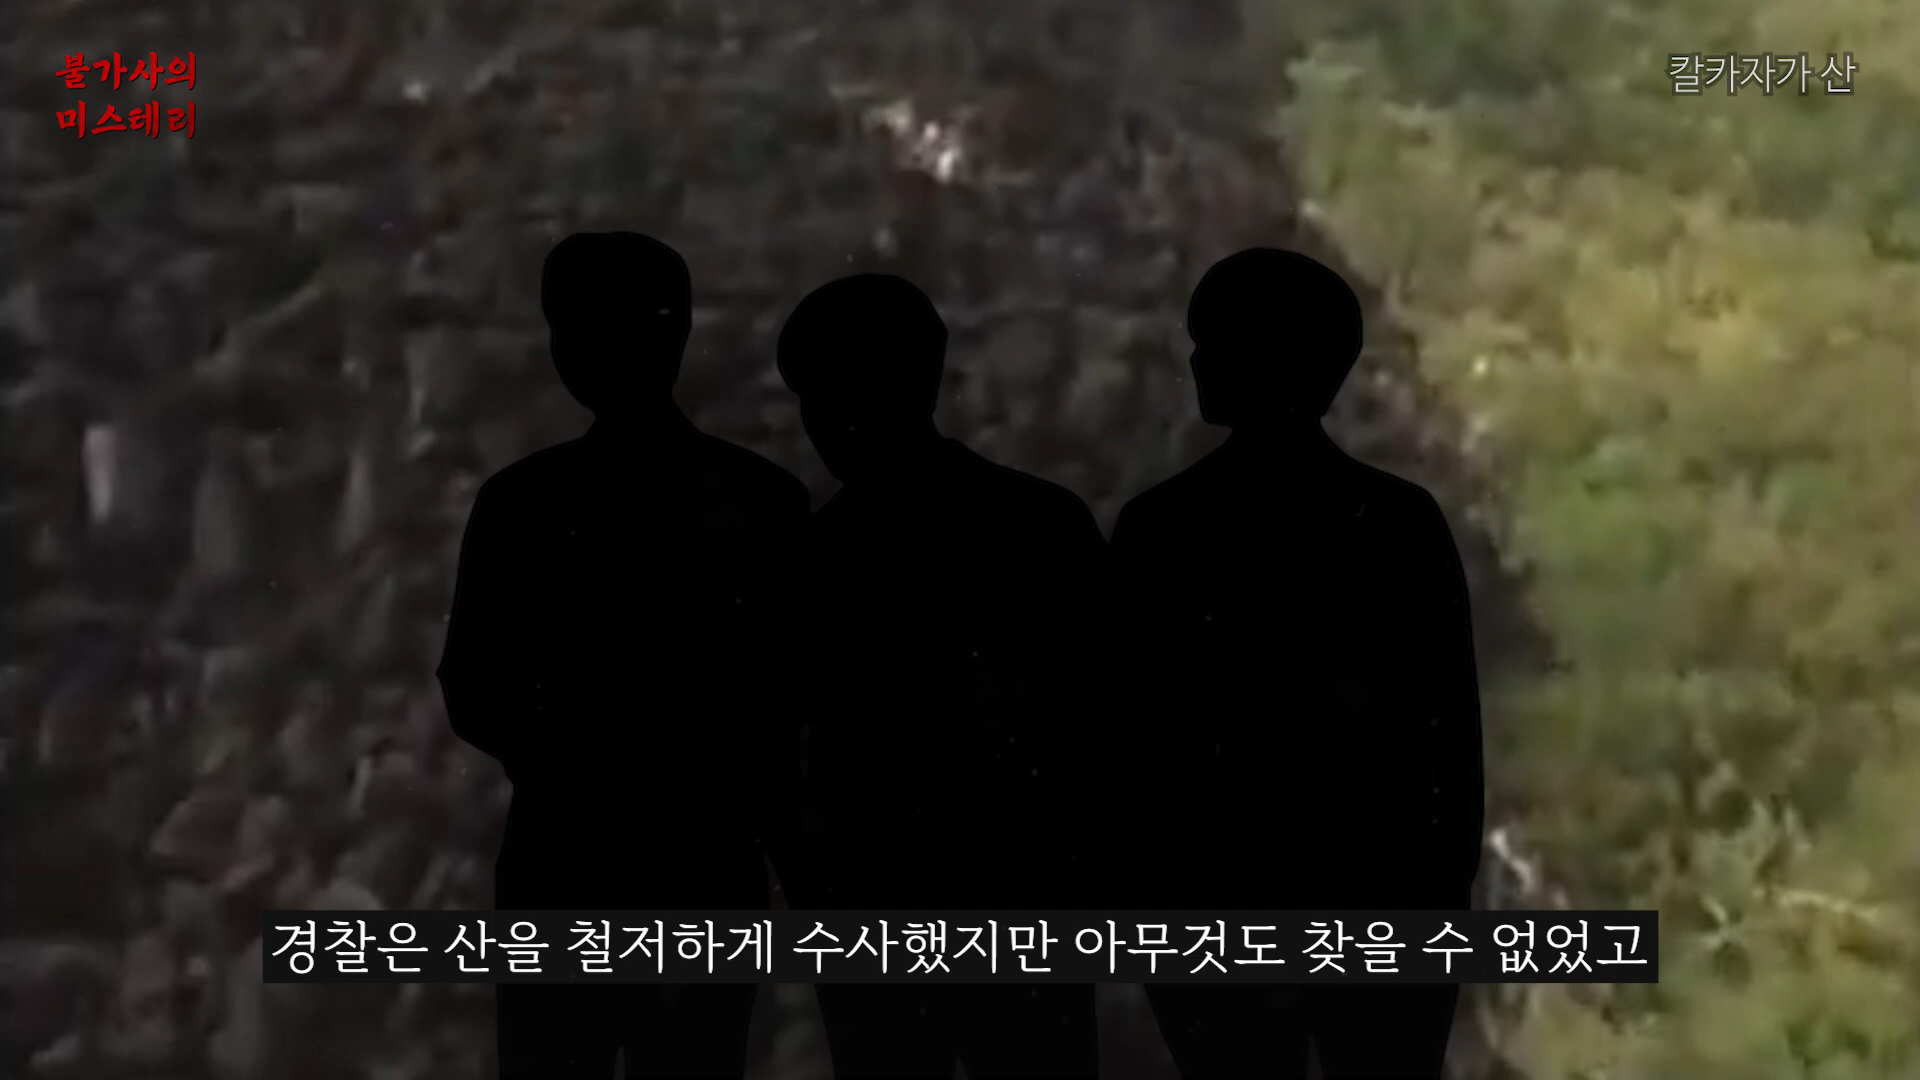 불가사의
미스테리
칼카자가 산
경찰은 산을 철저하게 수사했지만 아무것도 찾을 수 없었고